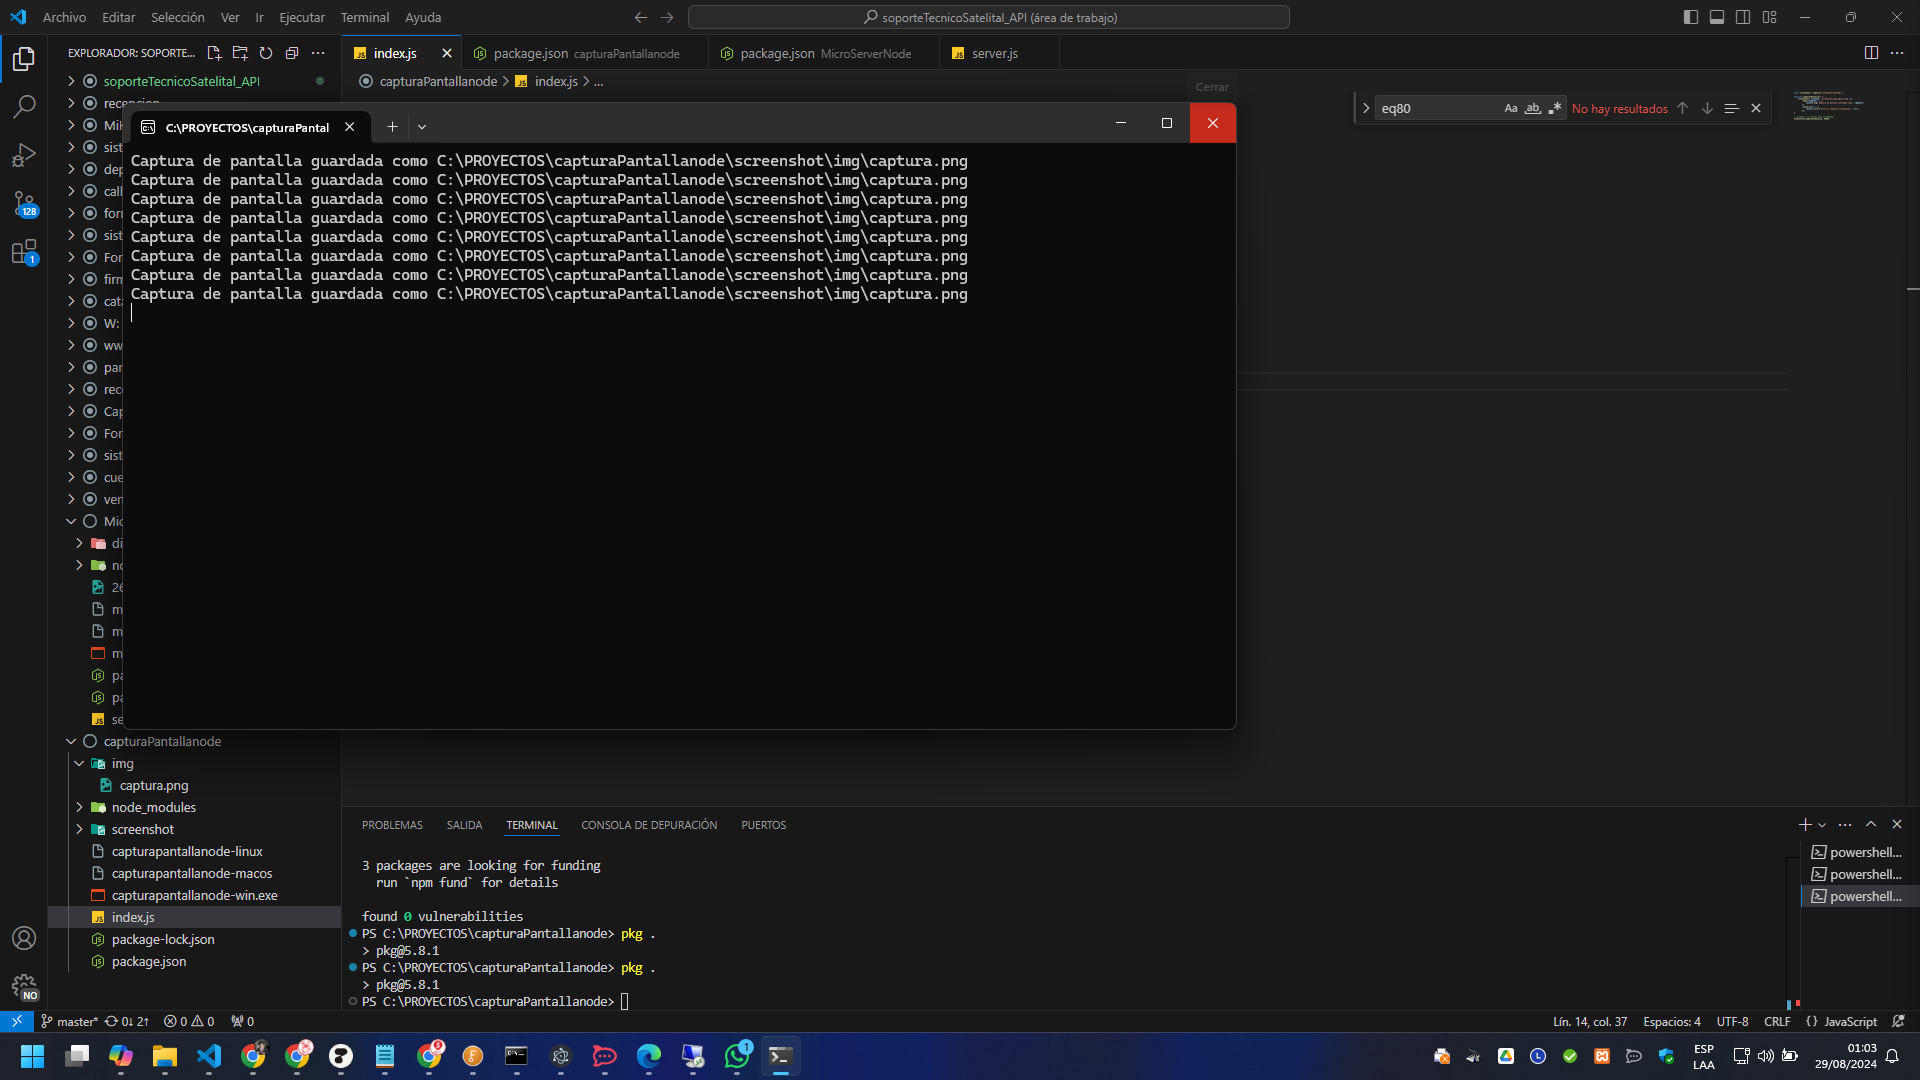 Archivo Editar Selección Ver Ir Ejecutar Terminal Ayuda
soporteTecnicoSatelital_API (área de trabajo)
EXPLORADOR: SOPORTE...
index.js
package.json capturaPantallanode
package.json MicroServerNode
server.js
capturaPantallanode > index.js > ...
Cerrar
eq80
Aa ab .*
No hay resultados
soporteTecnicoSatelital_API
recepcion
MiH
sist
dep
call
for
sist
For
firm
cata
W:
ww
par
rec
Cap
For
sist
cue
ver
Mic
di
no
26
m
m
m
pa
pa
se
capturaPantallanode
img
captura.png
node_modules
screenshot
capturapantallanode-linux
capturapantallanode-macos
capturapantallanode-win.exe
index.js
package-lock.json
package.json
C:\PROYECTOS\capturaPantal
Captura de pantalla guardada como C:\PROYECTOS\capturaPantallanode\screenshot\img\captura.png
Captura de pantalla guardada como C:\PROYECTOS\capturaPantallanode\screenshot\img\captura.png
Captura de pantalla guardada como C:\PROYECTOS\capturaPantallanode\screenshot\img\captura.png
Captura de pantalla guardada como C:\PROYECTOS\capturaPantallanode\screenshot\img\captura.png
Captura de pantalla guardada como C:\PROYECTOS\capturaPantallanode\screenshot\img\captura.png
Captura de pantalla guardada como C:\PROYECTOS\capturaPantallanode\screenshot\img\captura.png
Captura de pantalla guardada como C:\PROYECTOS\capturaPantallanode\screenshot\img\captura.png
Captura de pantalla guardada como C:\PROYECTOS\capturaPantallanode\screenshot\img\captura.png
128
1
NO
PROBLEMAS SALIDA TERMINAL CONSOLA DE DEPURACIÓN PUERTOS
3 packages are looking for funding
run `npm fund` for details
found 0 vulnerabilities
PS C:\PROYECTOS\capturaPantallanode> pkg .
> pkg@5.8.1
PS C:\PROYECTOS\capturaPantallanode> pkg .
> pkg@5.8.1
PS C:\PROYECTOS\capturaPantallanode>
powershell...
powershell...
powershell...
master* 0↓ 2↑ 0 0 0
Lín. 14, col. 37 Espacios: 4 UTF-8 CRLF {} JavaScript
5
1
ESP
LAA
01:03
29/08/2024